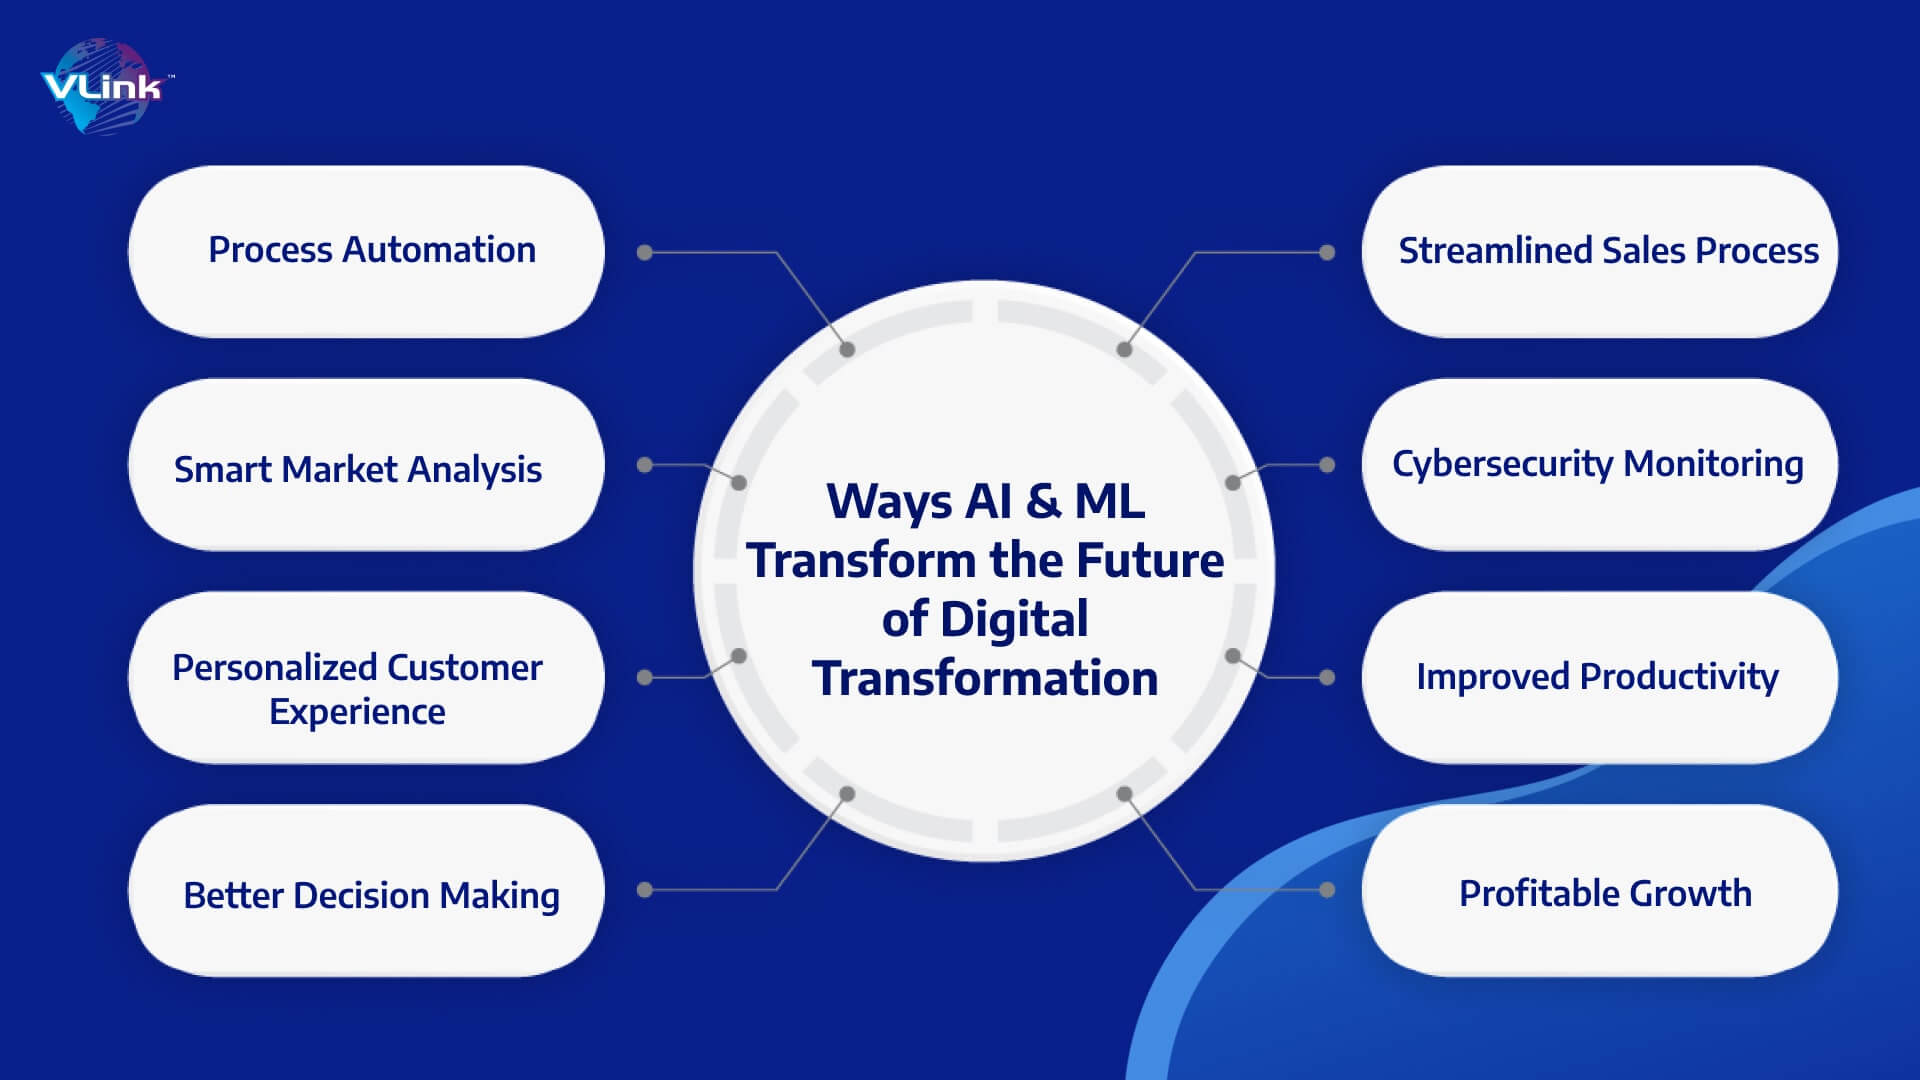 VLink™
Process Automation
Smart Market Analysis
Personalized Customer
Experience
Better Decision Making
Ways AI & ML
Transform the Future
of Digital
Transformation
Streamlined Sales Process
Cybersecurity Monitoring
Improved Productivity
Profitable Growth